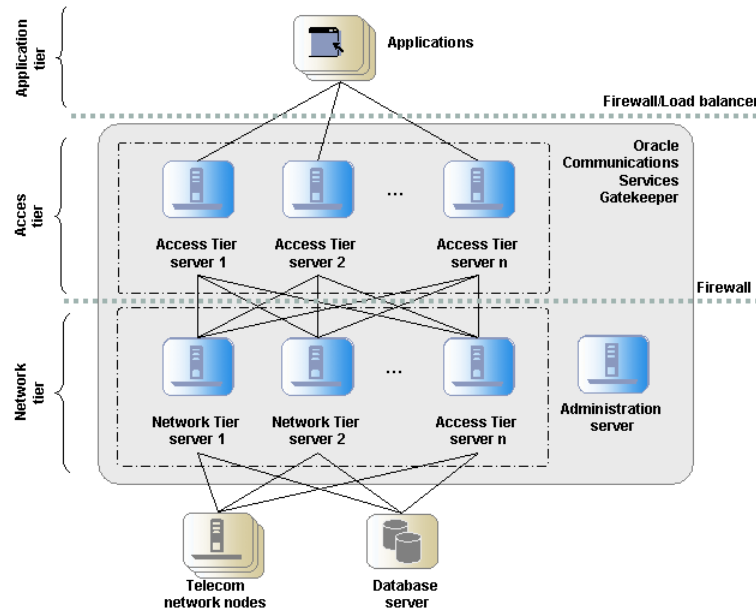 Application
tier
Applications
Firewall/Load balancer
Oracle
Communications
Services
Gatekeeper
Acces
tier
...
Access Tier
server 1
Access Tier
server 2
Access Tier
server n
Firewall
Network
tier
...
Network Tier
server 1
Network Tier
server 2
Access Tier
server n
Administration
server
Telecom
network nodes
Database
server